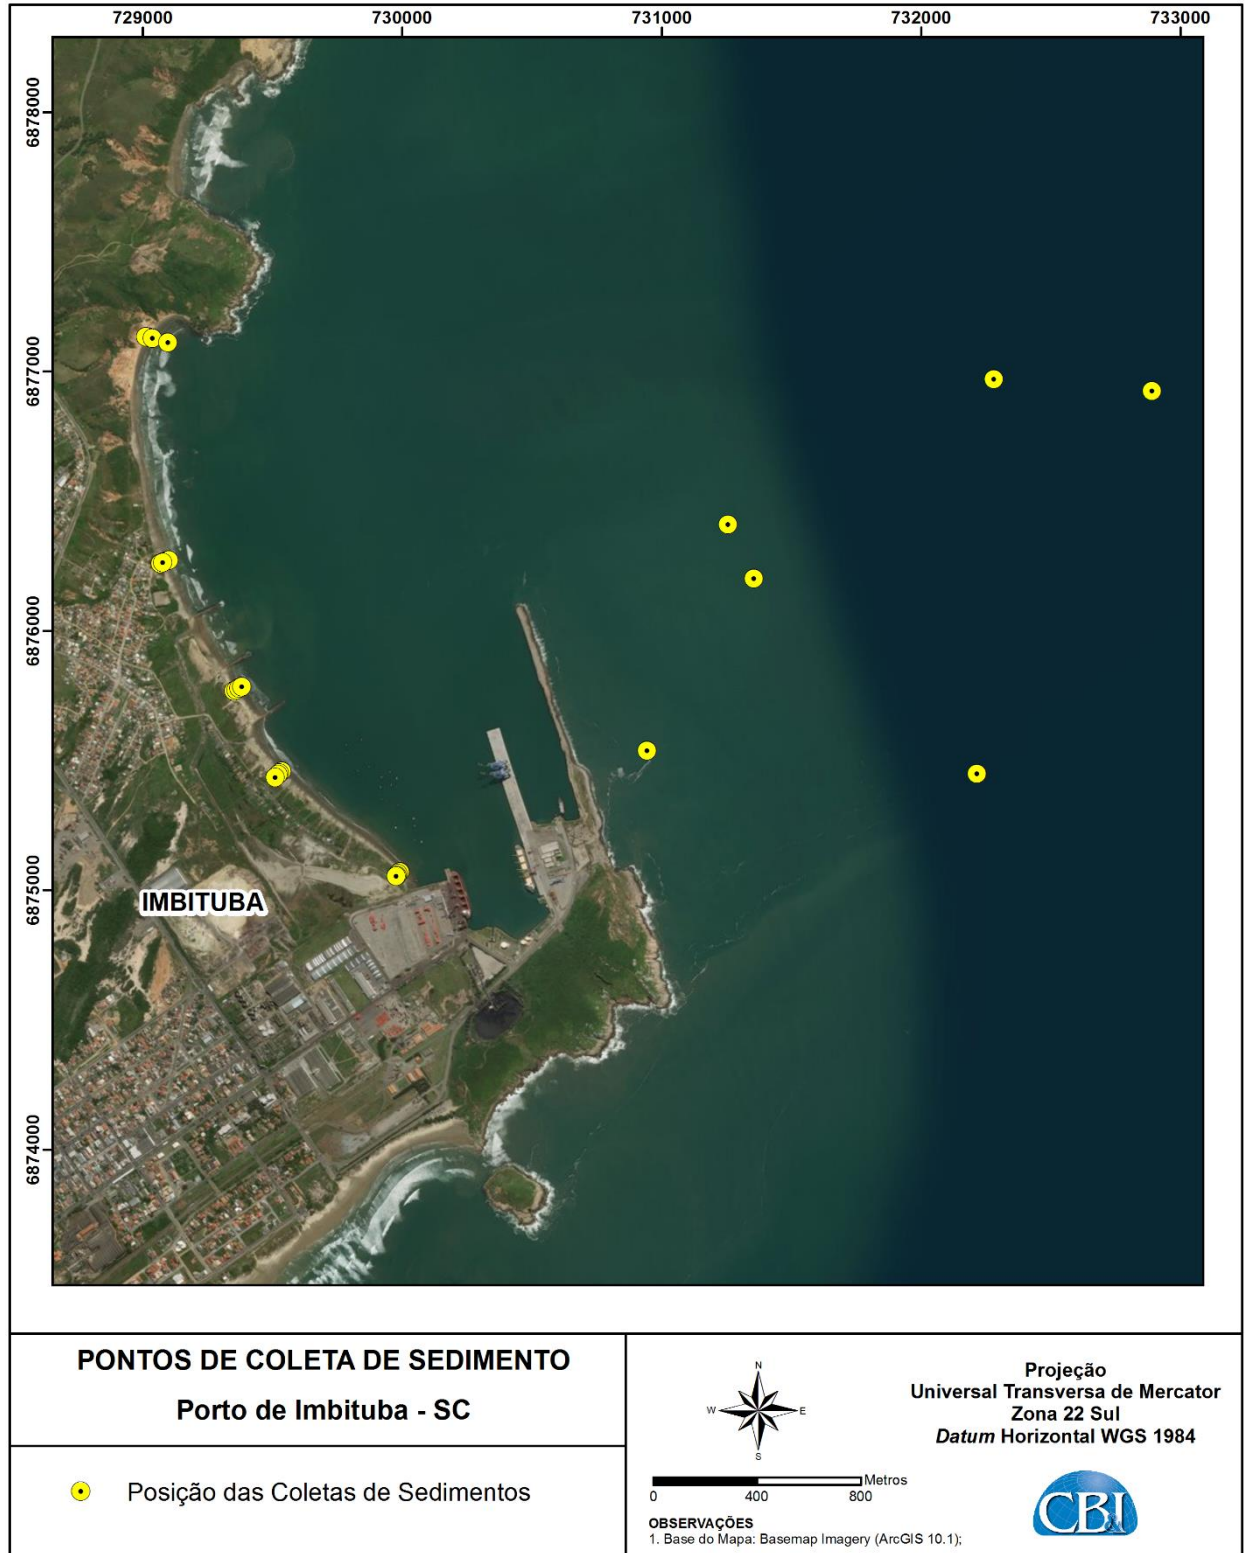 729000
730000
731000
732000
733000
6878000
6877000
6876000
6875000
6874000
IMBITUBA
PONTOS DE COLETA DE SEDIMENTO
Porto de Imbituba - SC
Posição das Coletas de Sedimentos
N
W
E
S
Metros
0
400
800
OBSERVAÇÕES
1. Base do Mapa: Basemap Imagery (ArcGIS 10.1);
Projeção
Universal Transversa de Mercator
Zona 22 Sul
Datum Horizontal WGS 1984
CB&I